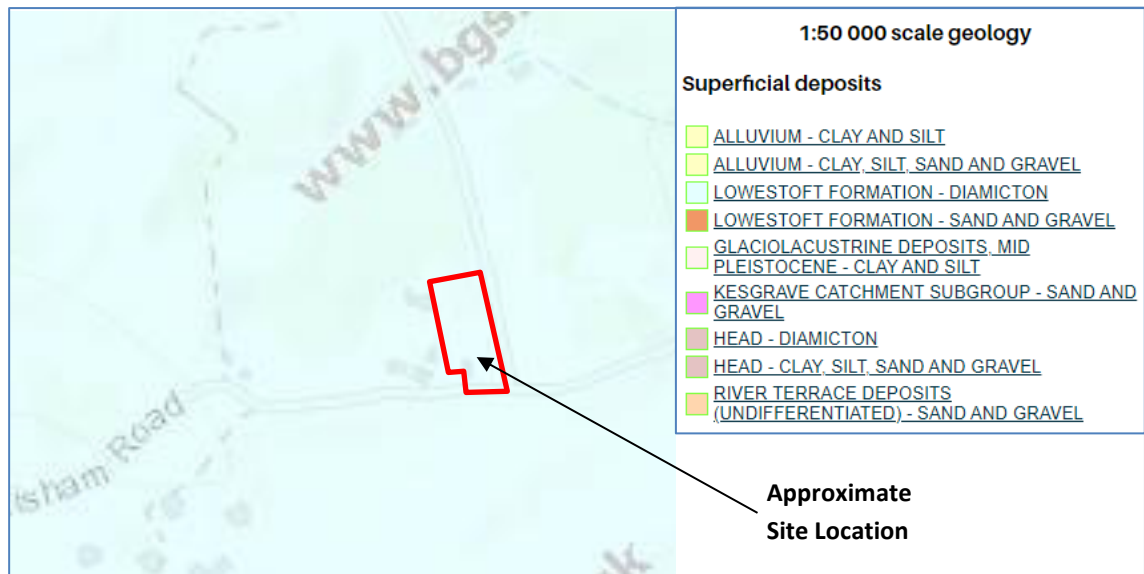 www.bgs.
isham Road
k
1:50 000 scale geology
Superficial deposits
ALLUVIUM - CLAY AND SILT
ALLUVIUM - CLAY, SILT, SAND AND GRAVEL
LOWESTOFT FORMATION - DIAMICTON
LOWESTOFT FORMATION - SAND AND GRAVEL
GLACIOLACUSTRINE DEPOSITS, MID
PLEISTOCENE - CLAY AND SILT
KESGRAVE CATCHMENT SUBGROUP - SAND AND
GRAVEL
HEAD - DIAMICTON
HEAD - CLAY, SILT, SAND AND GRAVEL
RIVER TERRACE DEPOSITS
(UNDIFFERENTIATED) - SAND AND GRAVEL
Approximate
Site Location